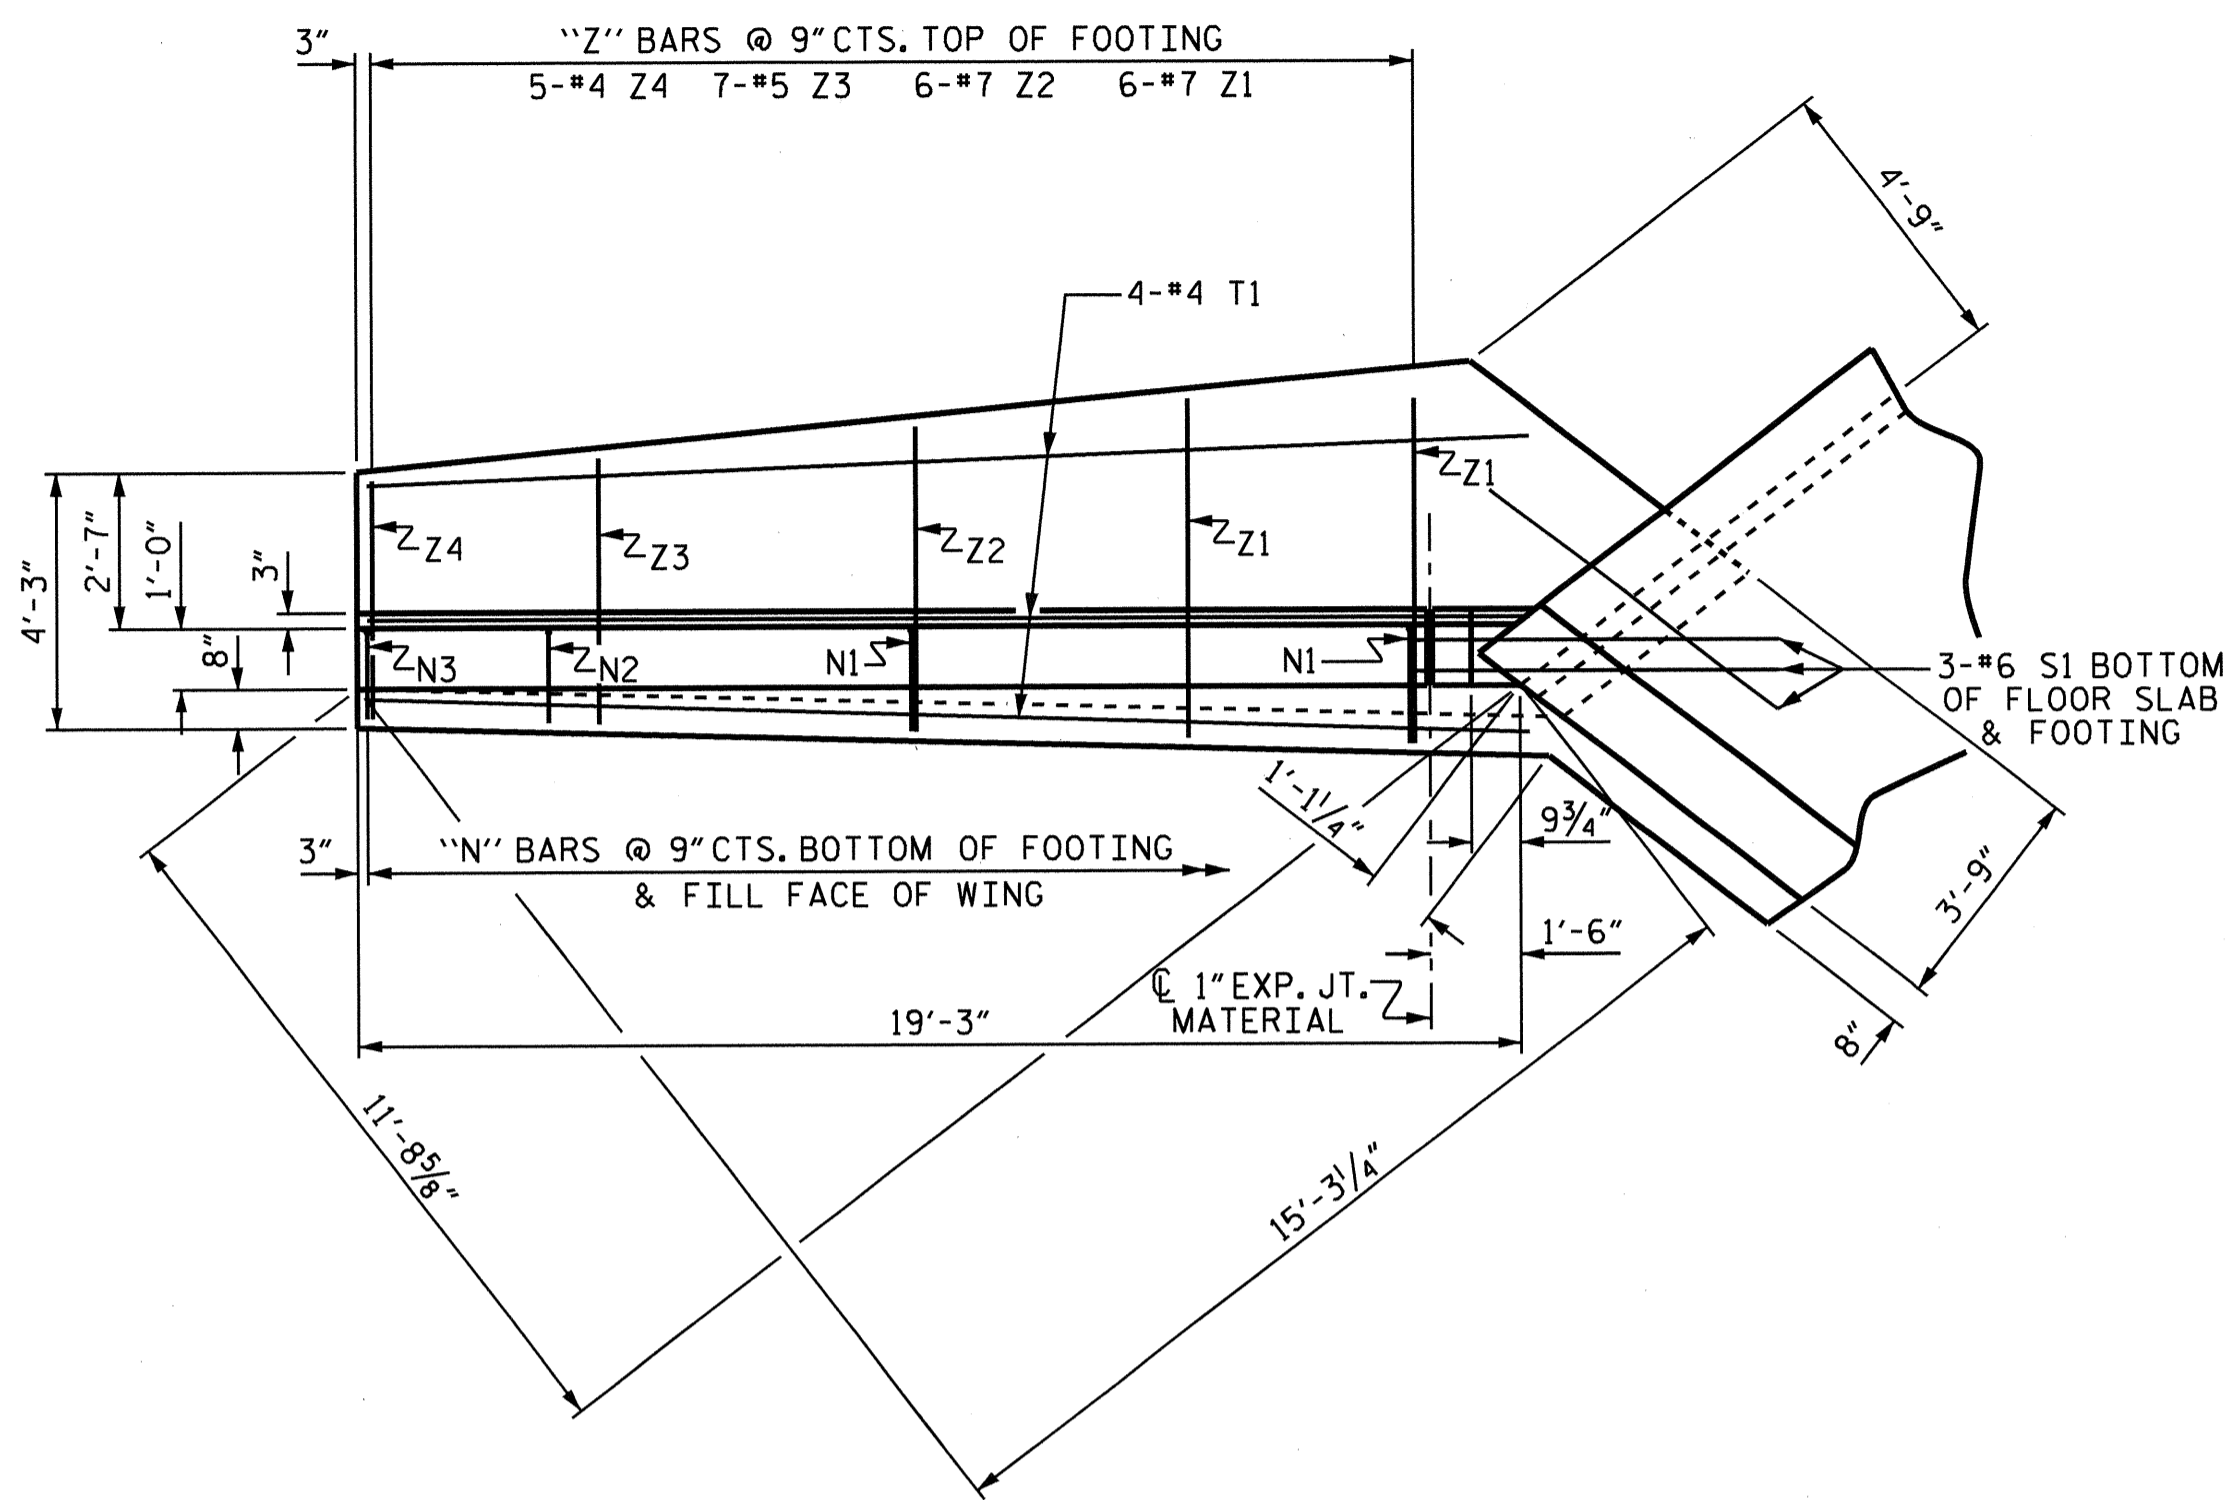 3"
"Z" BARS @ 9" CTS. TOP OF FOOTING
5-#4 Z4 7-#5 Z3 6-#7 Z2 6-#7 Z1
4'-9"
4-#4 T1
Z1
Z4
Z3
Z2
Z1
4'-3"
2'-7"
1'-0"
3"
8"
N3
N2
N1
N1
3-#6 S1 BOTTOM
OF FLOOR SLAB
& FOOTING
1'-1 1/4"
9 3/4"
3"
"N" BARS @ 9" CTS. BOTTOM OF FOOTING
& FILL FACE OF WING
3'-9"
1'-6"
℄ 1" EXP. JT.
MATERIAL
19'-3"
8"
11'-8 5/8"
15'-3 1/4"